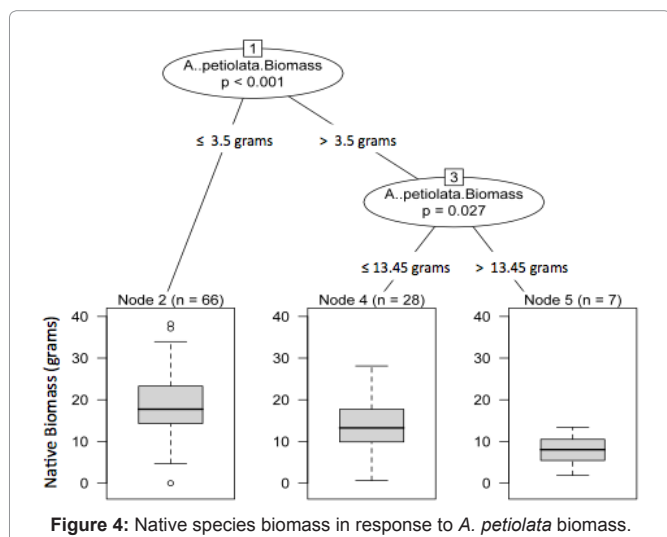 1
A..petiolata.Biomass
p < 0.001
≤ 3.5 grams
> 3.5 grams
3
A..petiolata.Biomass
p = 0.027
≤ 13.45 grams
> 13.45 grams
Node 2 (n = 66)
Node 4 (n = 28)
Node 5 (n = 7)
Native Biomass (grams)
40
30
20
10
0
40
30
20
10
0
40
30
20
10
0
Figure 4: Native species biomass in response to A. petiolata biomass.